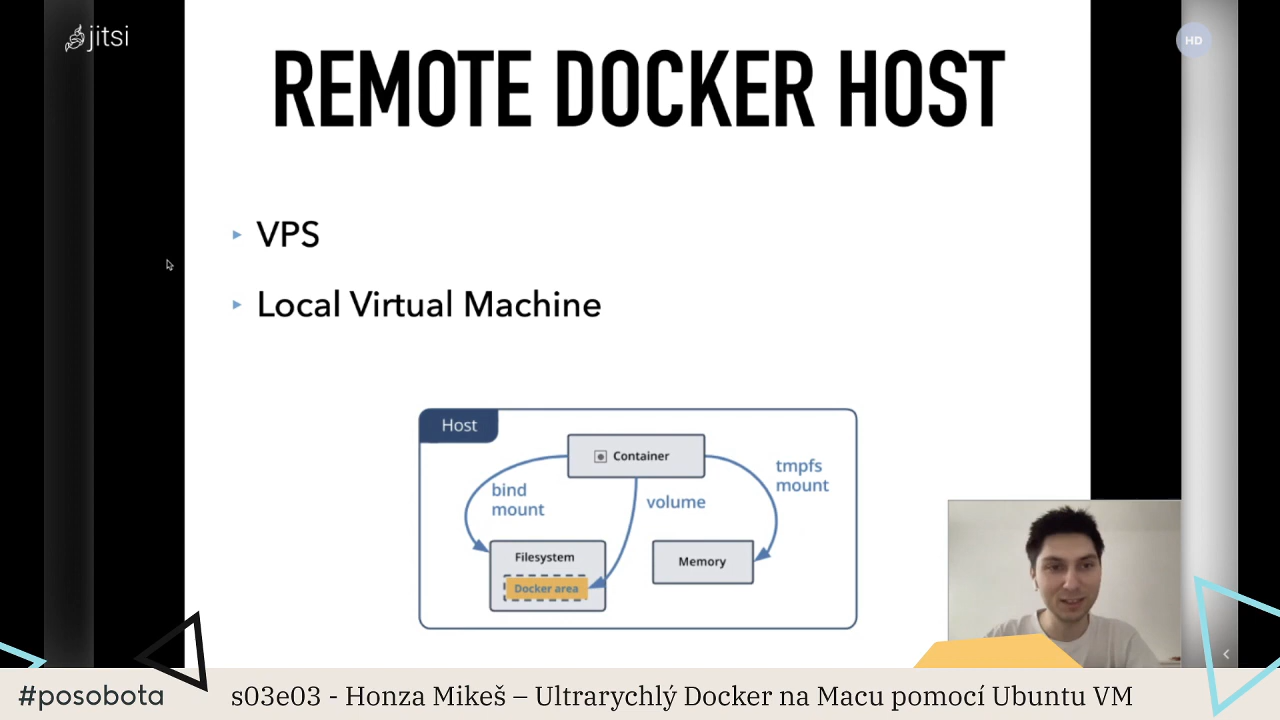 jitsi
HD
REMOTE DOCKER HOST
▸ VPS
▸ Local Virtual Machine
Host
Container
bind
mount
volume
tmpfs
mount
Filesystem
Docker area
Memory
#posobota
s03e03 - Honza Mikeš – Ultrarychlý Docker na Macu pomocí Ubuntu VM